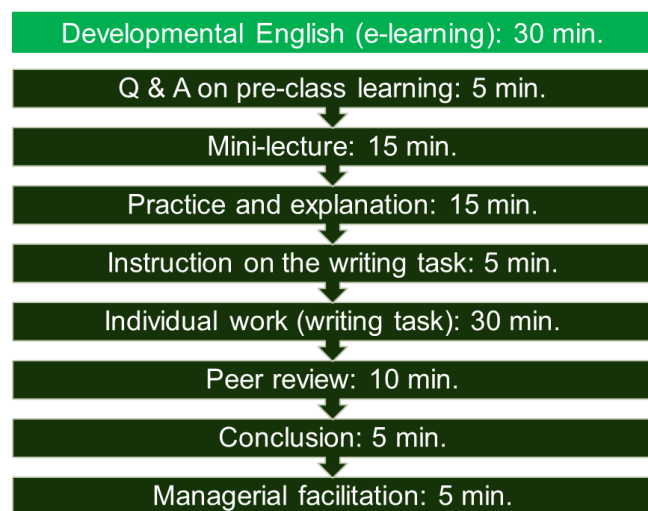 Developmental English (e-learning): 30 min.
Q & A on pre-class learning: 5 min.
Mini-lecture: 15 min.
Practice and explanation: 15 min.
Instruction on the writing task: 5 min.
Individual work (writing task): 30 min.
Peer review: 10 min.
Conclusion: 5 min.
Managerial facilitation: 5 min.